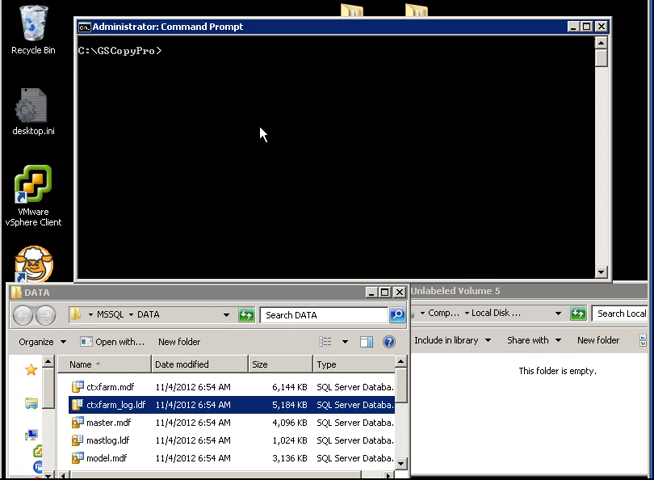 Administrator: Command Prompt
C:\GSCopyPro>
Recycle Bin
desktop.ini
VMware
vSphere Client
DATA
MSSQL DATA
Search DATA
Organize
Open with...
New folder
Name
Date modified
Size
Type
ctxfarm.mdf 11/4/2012 6:54 AM 6,144 KB SQL Server Databa.
ctxfarm_log.ldf 11/4/2012 6:54 AM 5,184 KB SQL Server Databa.
master.mdf 11/4/2012 6:54 AM 4,096 KB SQL Server Databa.
mastlog.ldf 11/4/2012 6:54 AM 1,024 KB SQL Server Databa.
model.mdf 11/4/2012 6:54 AM 3,136 KB SQL Server Databa.
Unlabeled Volume 5
Comp... Local Disk ...
Search Local
Include in library
Share with
New folder
This folder is empty.